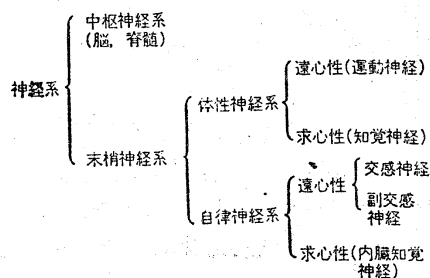 神経系
中枢神経系
(脳, 脊髄)
末梢神経系
体性神経系
遠心性(運動神経)
求心性(知覚神経)
自律神経系
遠心性
交感神経
副交感
神経
求心性(内臓知覚
神経)